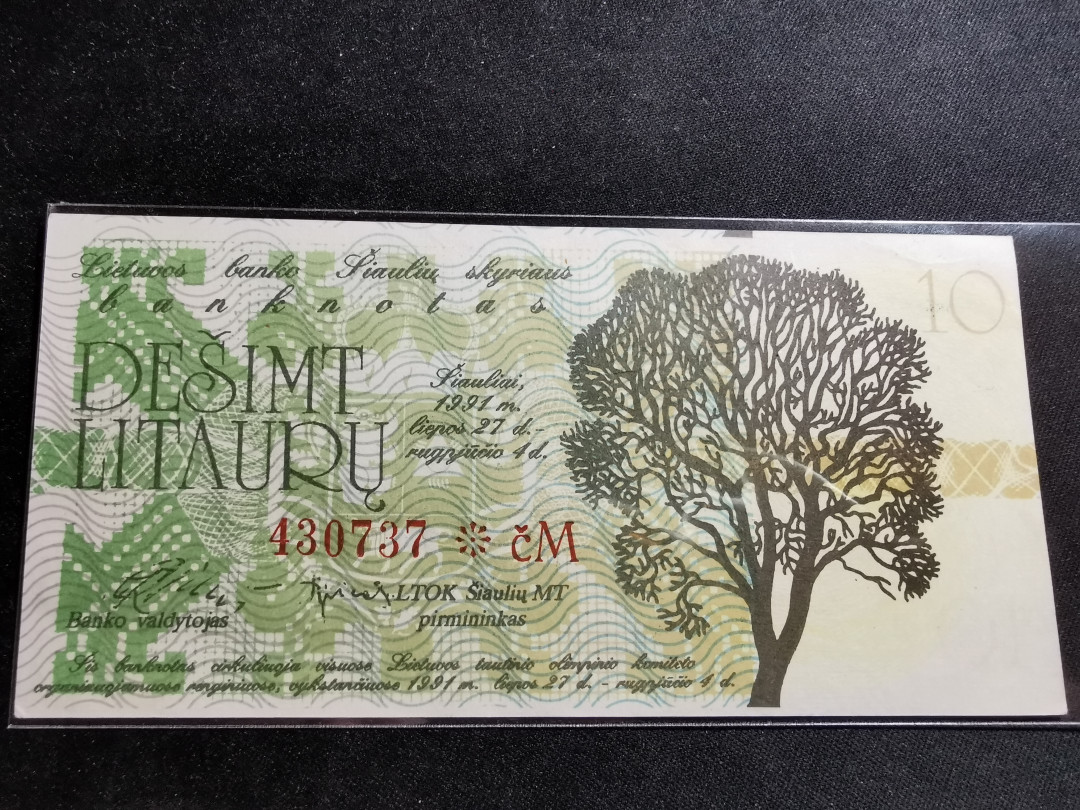 Lietuvos banko Šiaulių skyriaus
banknotas
10
DEŠIMT
LITAURŲ
Šiauliai,
1991 m.
liepos 27 d.-
rugpjūčio 4 d.
430737 čM
LTOK Šiaulių MT
Banko valdytojas pirmininkas
Šis banknotas cirkuliuoja visuose Lietuvos tautinio olimpinio komiteto
organizuojamuose renginiuose, vykstančiuose 1991 m. liepos 27 d. - rugpjūčio 4 d.